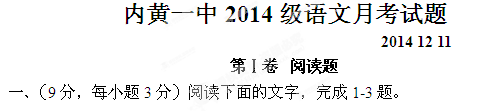 内黄一中 2014 级语文月考试题
2014 12 11
第 I 卷  阅读题
一、（9 分，每小题 3 分）阅读下面的文字，完成 1-3 题。